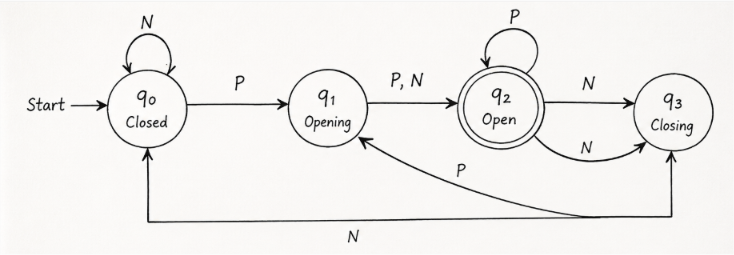 N
P
P
P, N
N
Start
q0
Closed
q1
Opening
q2
Open
q3
Closing
N
P
N